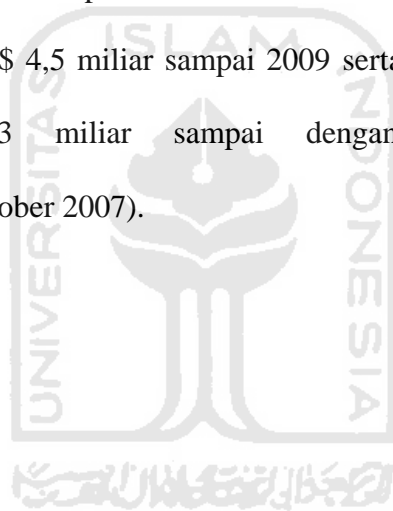 $ 4,5 miliar sampai 2009 serta
3 miliar sampai dengan
ober 2007).
ISLAM
UNIVERSITAS
INDONESIA